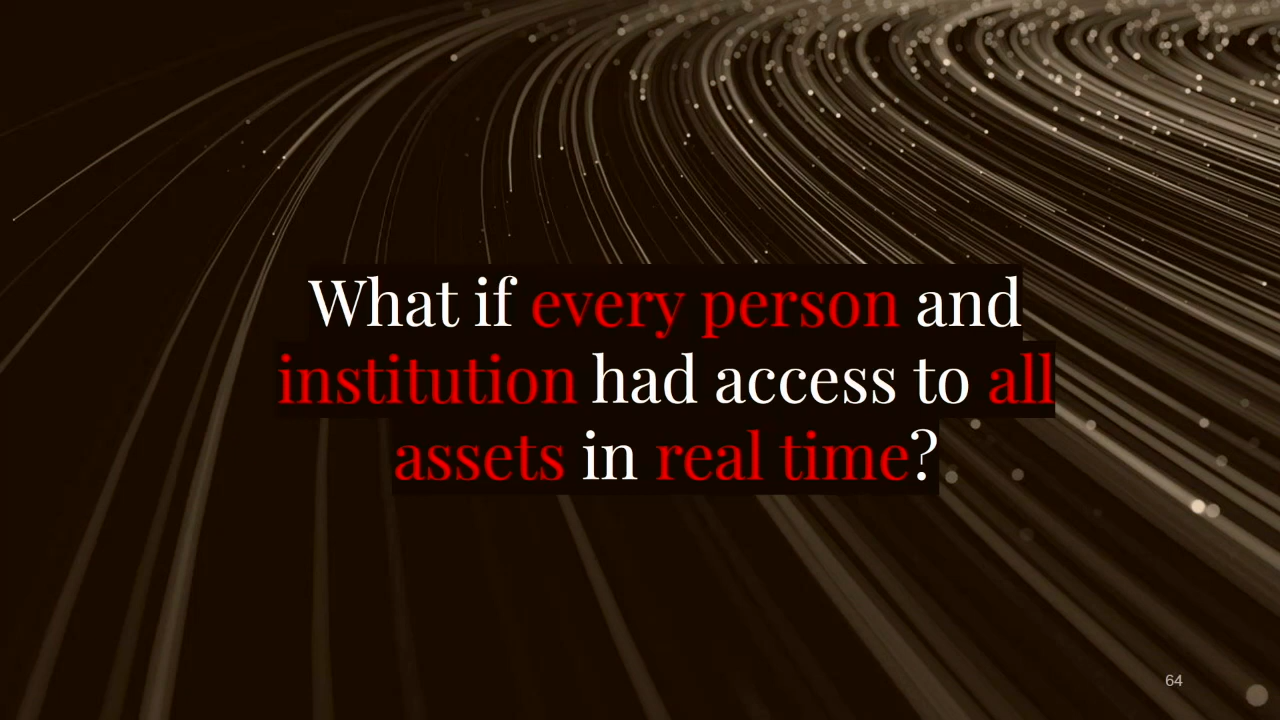 What if every person and
institution had access to all
assets in real time?
64